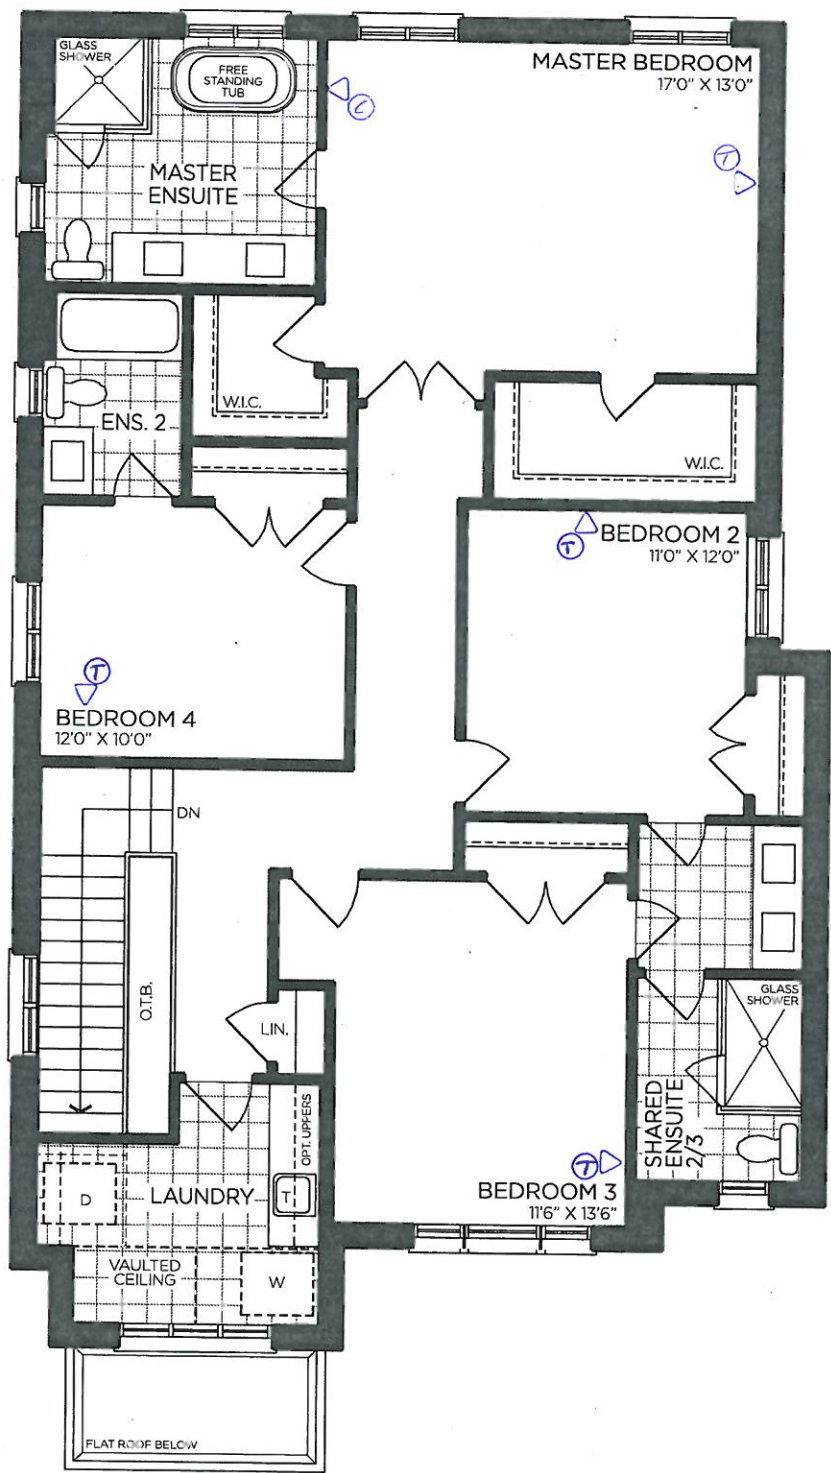 GLASS
SHOWER
FREE
STANDING
TUB
MASTER BEDROOM
17'0" X 13'0"
C
T
MASTER
ENSUITE
W.I.C.
ENS. 2
W.I.C.
BEDROOM 2
11'0" X 12'0"
T
T
BEDROOM 4
12'0" X 10'0"
DN
O.T.B.
LIN.
GLASS
SHOWER
OPT. UPPERS
SHARED
ENSUITE
2/3
T
D
LAUNDRY
T
BEDROOM 3
11'6" X 13'6"
VAULTED
CEILING
W
FLAT ROOF BELOW